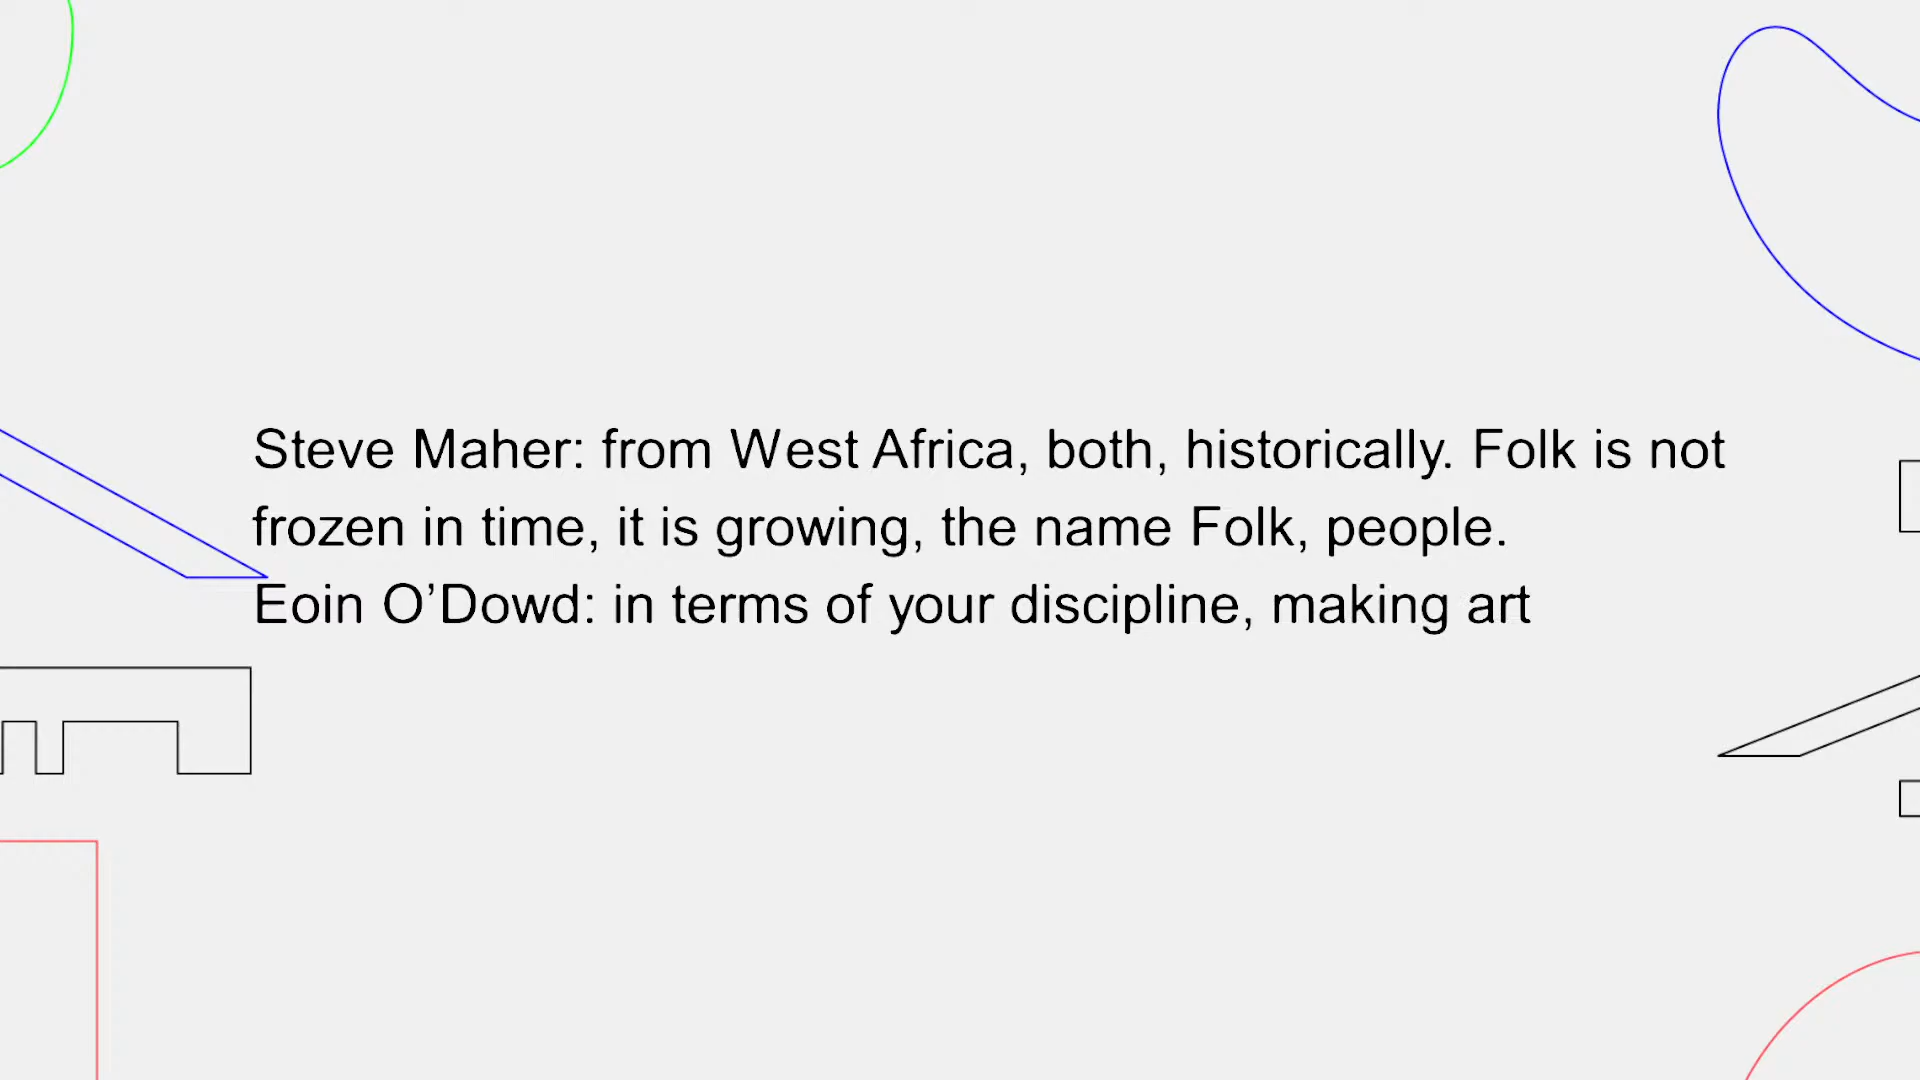 Steve Maher: from West Africa, both, historically. Folk is not
frozen in time, it is growing, the name Folk, people.
Eoin O’Dowd: in terms of your discipline, making art